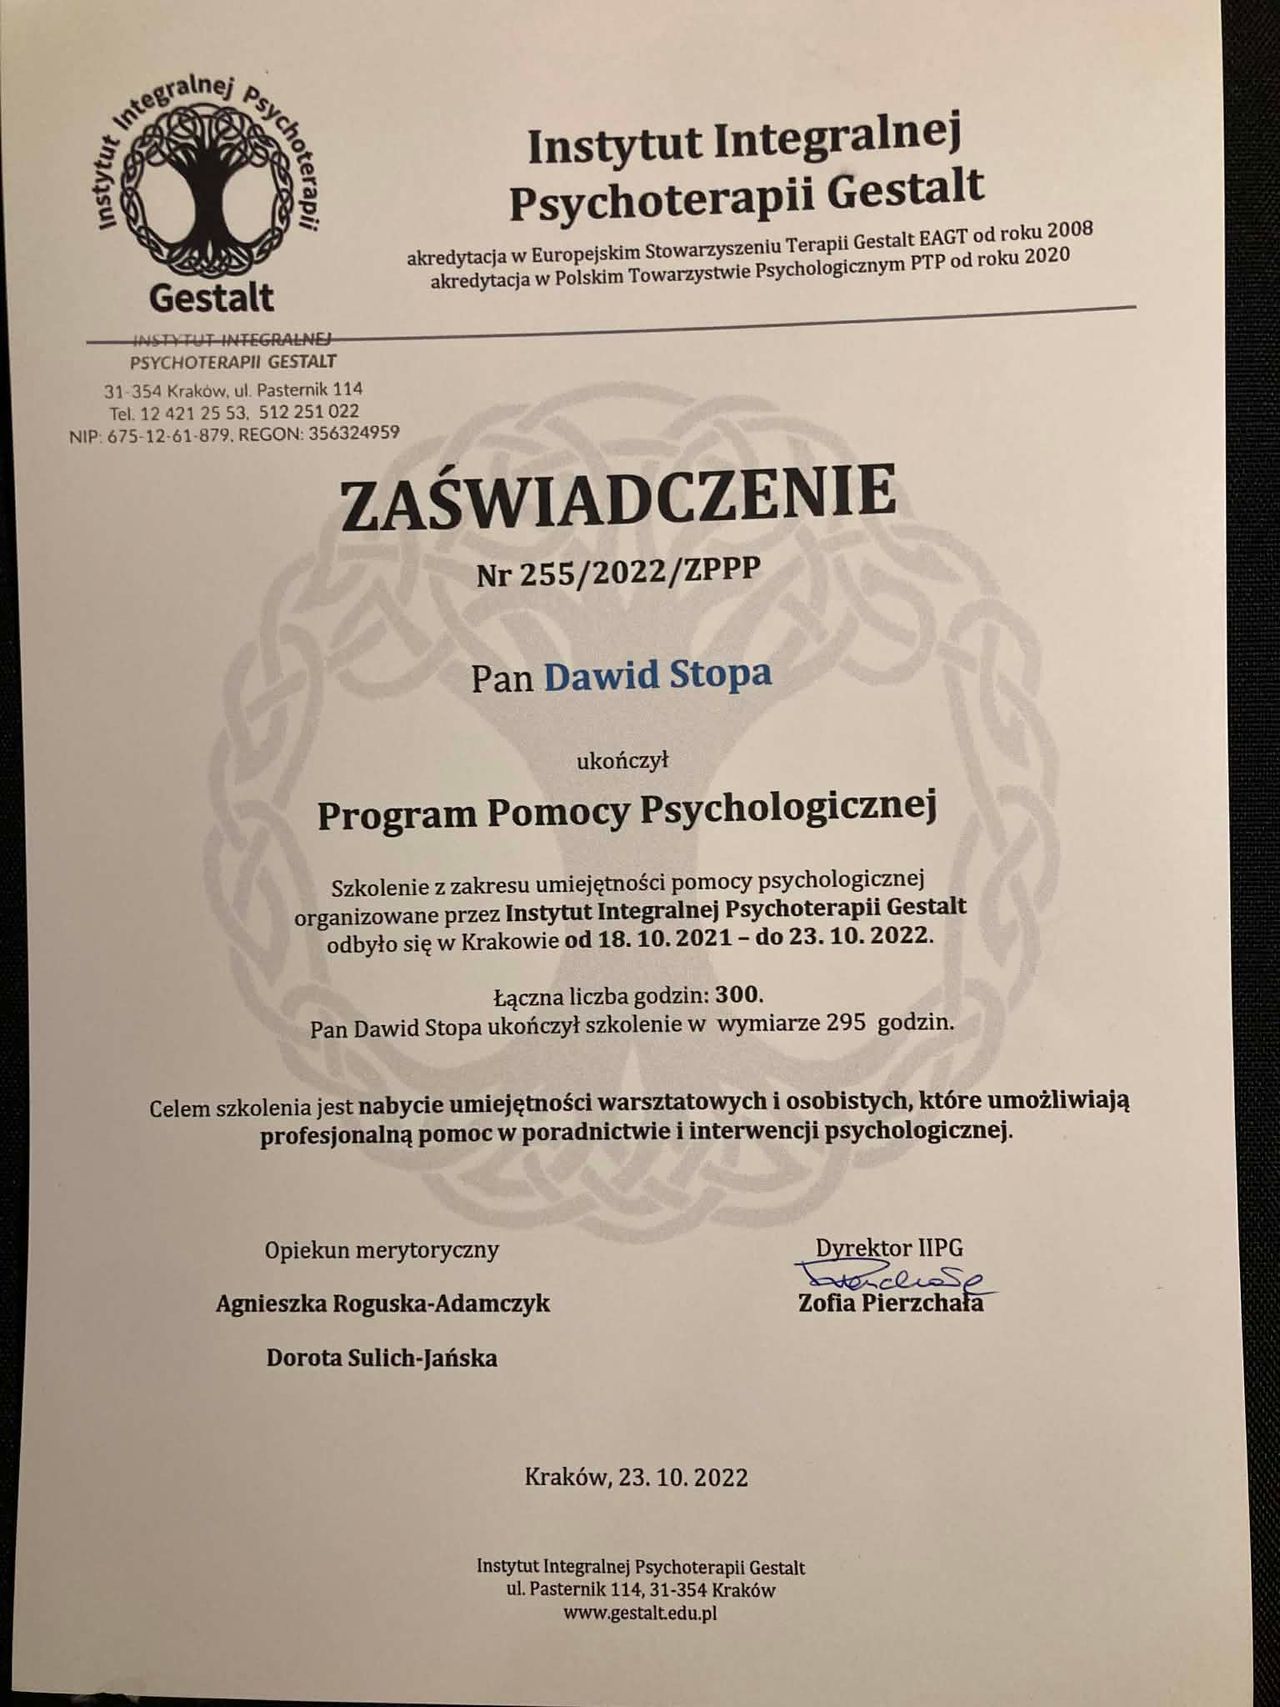 Instytut Integralnej Psychoterapii
Gestalt
Instytut Integralnej
Psychoterapii Gestalt
akredytacja w Europejskim Stowarzyszeniu Terapii Gestalt EAGT od roku 2008
akredytacja w Polskim Towarzystwie Psychologicznym PTP od roku 2020
INSTYTUT INTEGRALNEJ
PSYCHOTERAPII GESTALT
31-354 Kraków, ul. Pasternik 114
Tel. 12 421 25 53, 512 251 022
NIP: 675-12-61-879, REGON: 356324959
ZAŚWIADCZENIE
Nr 255/2022/ZPPP
Pan Dawid Stopa
ukończył
Program Pomocy Psychologicznej
Szkolenie z zakresu umiejętności pomocy psychologicznej
organizowane przez Instytut Integralnej Psychoterapii Gestalt
odbyło się w Krakowie od 18. 10. 2021 – do 23. 10. 2022.
Łączna liczba godzin: 300.
Pan Dawid Stopa ukończył szkolenie w wymiarze 295 godzin.
Celem szkolenia jest nabycie umiejętności warsztatowych i osobistych, które umożliwiają
profesjonalną pomoc w poradnictwie i interwencji psychologicznej.
Opiekun merytoryczny
Agnieszka Roguska-Adamczyk
Dorota Sulich-Jańska
Dyrektor IIPG
Zofia Pierzchała
Kraków, 23. 10. 2022
Instytut Integralnej Psychoterapii Gestalt
ul. Pasternik 114, 31-354 Kraków
www.gestalt.edu.pl